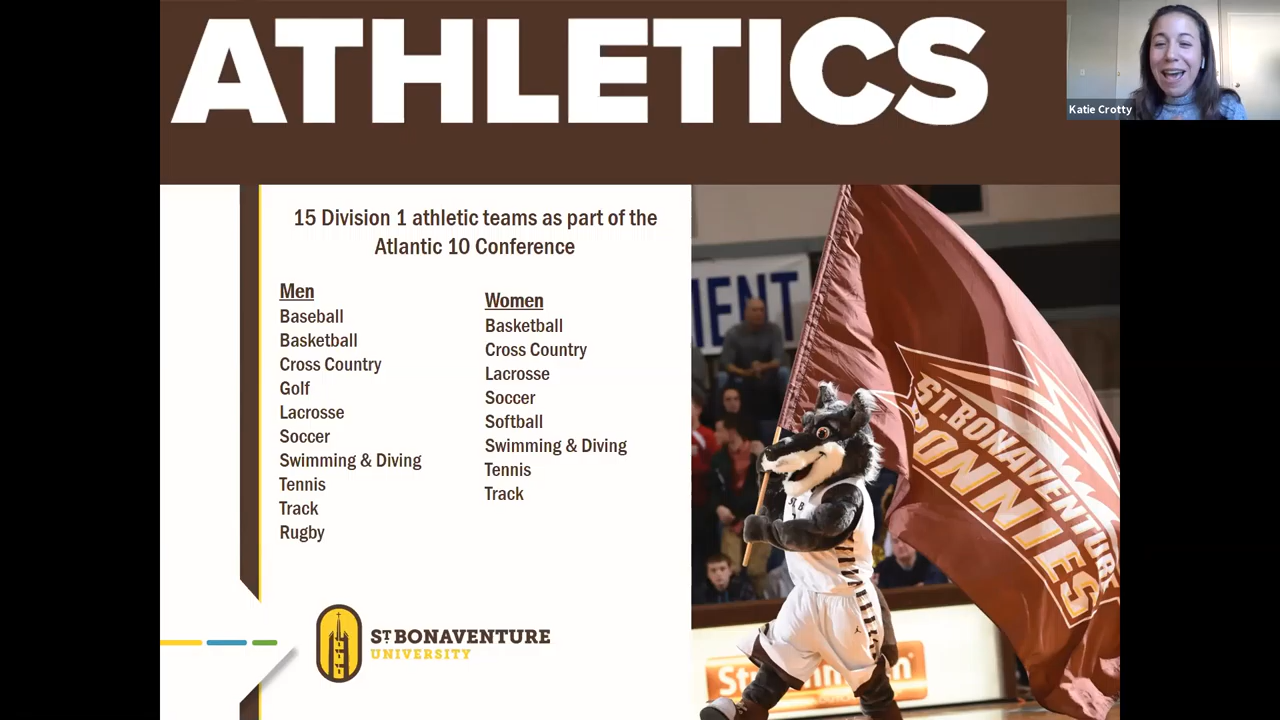 ATHLETICS
Katie Crotty
15 Division 1 athletic teams as part of the
Atlantic 10 Conference
Men
Baseball
Basketball
Cross Country
Golf
Lacrosse
Soccer
Swimming & Diving
Tennis
Track
Rugby
Women
Basketball
Cross Country
Lacrosse
Soccer
Softball
Swimming & Diving
Tennis
Track
MENT
ST. BONAVENTURE
BONNIES
ST. BONAVENTURE
UNIVERSITY